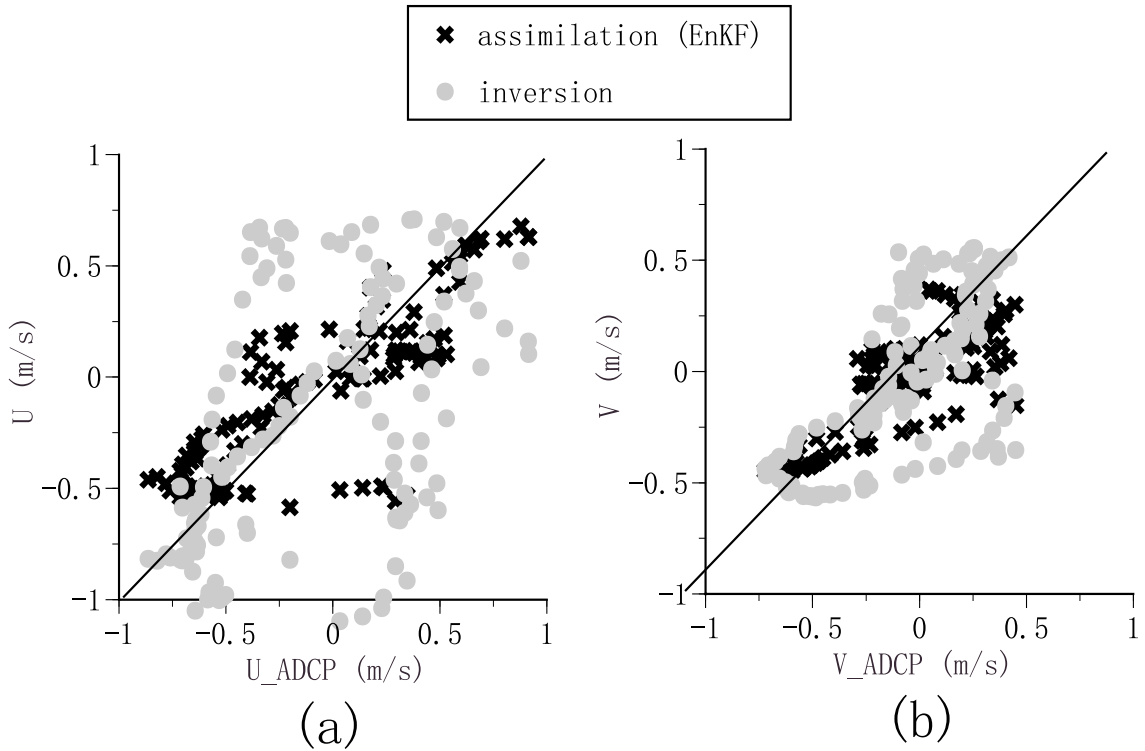 assimilation (EnKF)
inversion
1
0.5
0
-0.5
-1
U (m/s)
-1
-0.5
0
0.5
1
U_ADCP (m/s)
(a)
1
0.5
0
-0.5
-1
V (m/s)
-1
-0.5
0
0.5
1
V_ADCP (m/s)
(b)